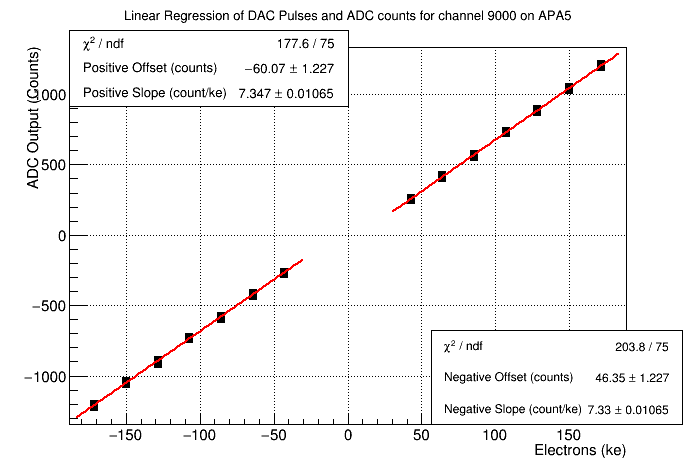 Linear Regression of DAC Pulses and ADC counts for channel 9000 on APA5
χ² / ndf 177.6 / 75
Positive Offset (counts) −60.07 ± 1.227
Positive Slope (count/ke) 7.347 ± 0.01065
ADC Output (Counts)
1000
500
0
−500
−1000
χ² / ndf 203.8 / 75
Negative Offset (counts) 46.35 ± 1.227
Negative Slope (count/ke) 7.33 ± 0.01065
−150 −100 −50 0 50 100 150
Electrons (ke)